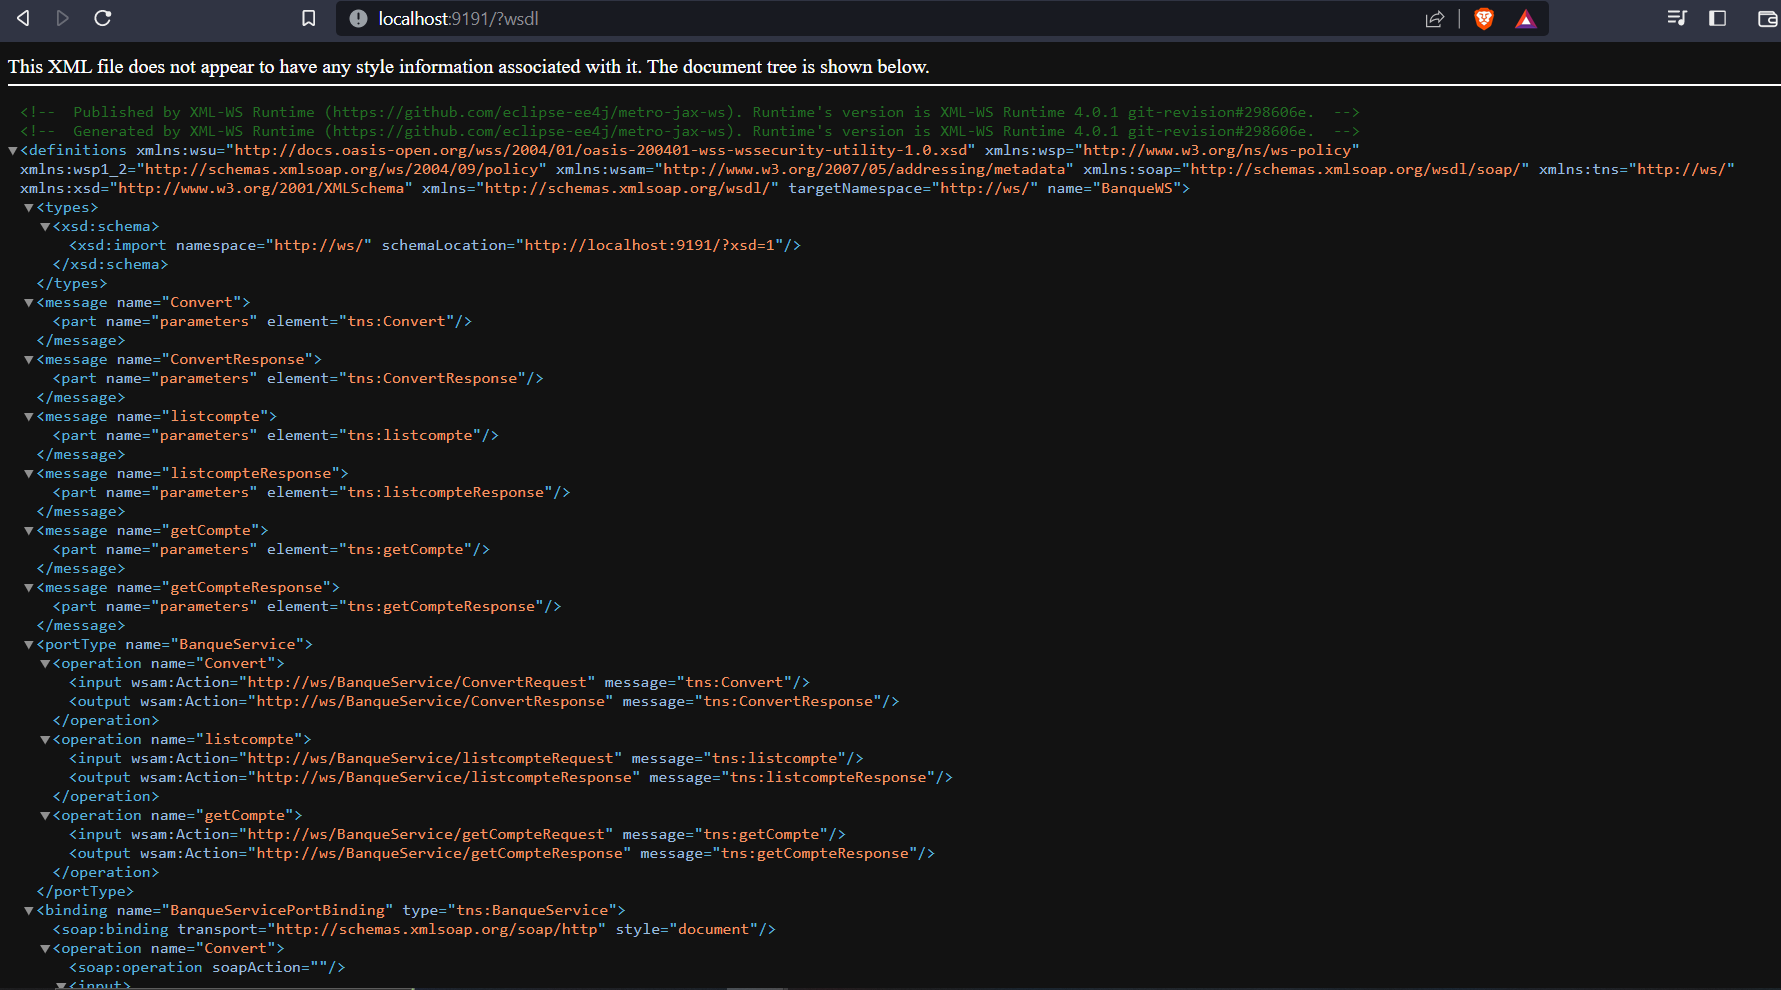 localhost:9191/?wsdl
This XML file does not appear to have any style information associated with it. The document tree is shown below.
<!--  Published by XML-WS Runtime (https://github.com/eclipse-ee4j/metro-jax-ws). Runtime's version is XML-WS Runtime 4.0.1 git-revision#298606e.  -->
<!--  Generated by XML-WS Runtime (https://github.com/eclipse-ee4j/metro-jax-ws). Runtime's version is XML-WS Runtime 4.0.1 git-revision#298606e.  -->
<definitions xmlns:wsu="http://docs.oasis-open.org/wss/2004/01/oasis-200401-wss-wssecurity-utility-1.0.xsd" xmlns:wsp="http://www.w3.org/ns/ws-policy"
xmlns:wsp1_2="http://schemas.xmlsoap.org/ws/2004/09/policy" xmlns:wsam="http://www.w3.org/2007/05/addressing/metadata" xmlns:soap="http://schemas.xmlsoap.org/wsdl/soap/" xmlns:tns="http://ws/"
xmlns:xsd="http://www.w3.org/2001/XMLSchema" xmlns="http://schemas.xmlsoap.org/wsdl/" targetNamespace="http://ws/" name="BanqueWS">
<types>
<xsd:schema>
<xsd:import namespace="http://ws/" schemaLocation="http://localhost:9191/?xsd=1"/>
</xsd:schema>
</types>
<message name="Convert">
<part name="parameters" element="tns:Convert"/>
</message>
<message name="ConvertResponse">
<part name="parameters" element="tns:ConvertResponse"/>
</message>
<message name="listcompte">
<part name="parameters" element="tns:listcompte"/>
</message>
<message name="listcompteResponse">
<part name="parameters" element="tns:listcompteResponse"/>
</message>
<message name="getCompte">
<part name="parameters" element="tns:getCompte"/>
</message>
<message name="getCompteResponse">
<part name="parameters" element="tns:getCompteResponse"/>
</message>
<portType name="BanqueService">
<operation name="Convert">
<input wsam:Action="http://ws/BanqueService/ConvertRequest" message="tns:Convert"/>
<output wsam:Action="http://ws/BanqueService/ConvertResponse" message="tns:ConvertResponse"/>
</operation>
<operation name="listcompte">
<input wsam:Action="http://ws/BanqueService/listcompteRequest" message="tns:listcompte"/>
<output wsam:Action="http://ws/BanqueService/listcompteResponse" message="tns:listcompteResponse"/>
</operation>
<operation name="getCompte">
<input wsam:Action="http://ws/BanqueService/getCompteRequest" message="tns:getCompte"/>
<output wsam:Action="http://ws/BanqueService/getCompteResponse" message="tns:getCompteResponse"/>
</operation>
</portType>
<binding name="BanqueServicePortBinding" type="tns:BanqueService">
<soap:binding transport="http://schemas.xmlsoap.org/soap/http" style="document"/>
<operation name="Convert">
<soap:operation soapAction=""/>
<input>